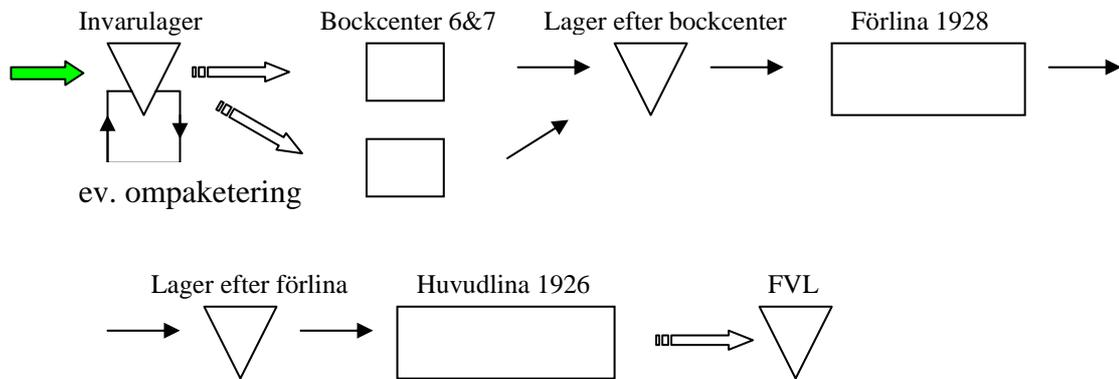 Invarulager
Bockcenter 6&7
Lager efter bockcenter
Förlina 1928
ev. ompaketering
Lager efter förlina
Huvudlina 1926
FVL